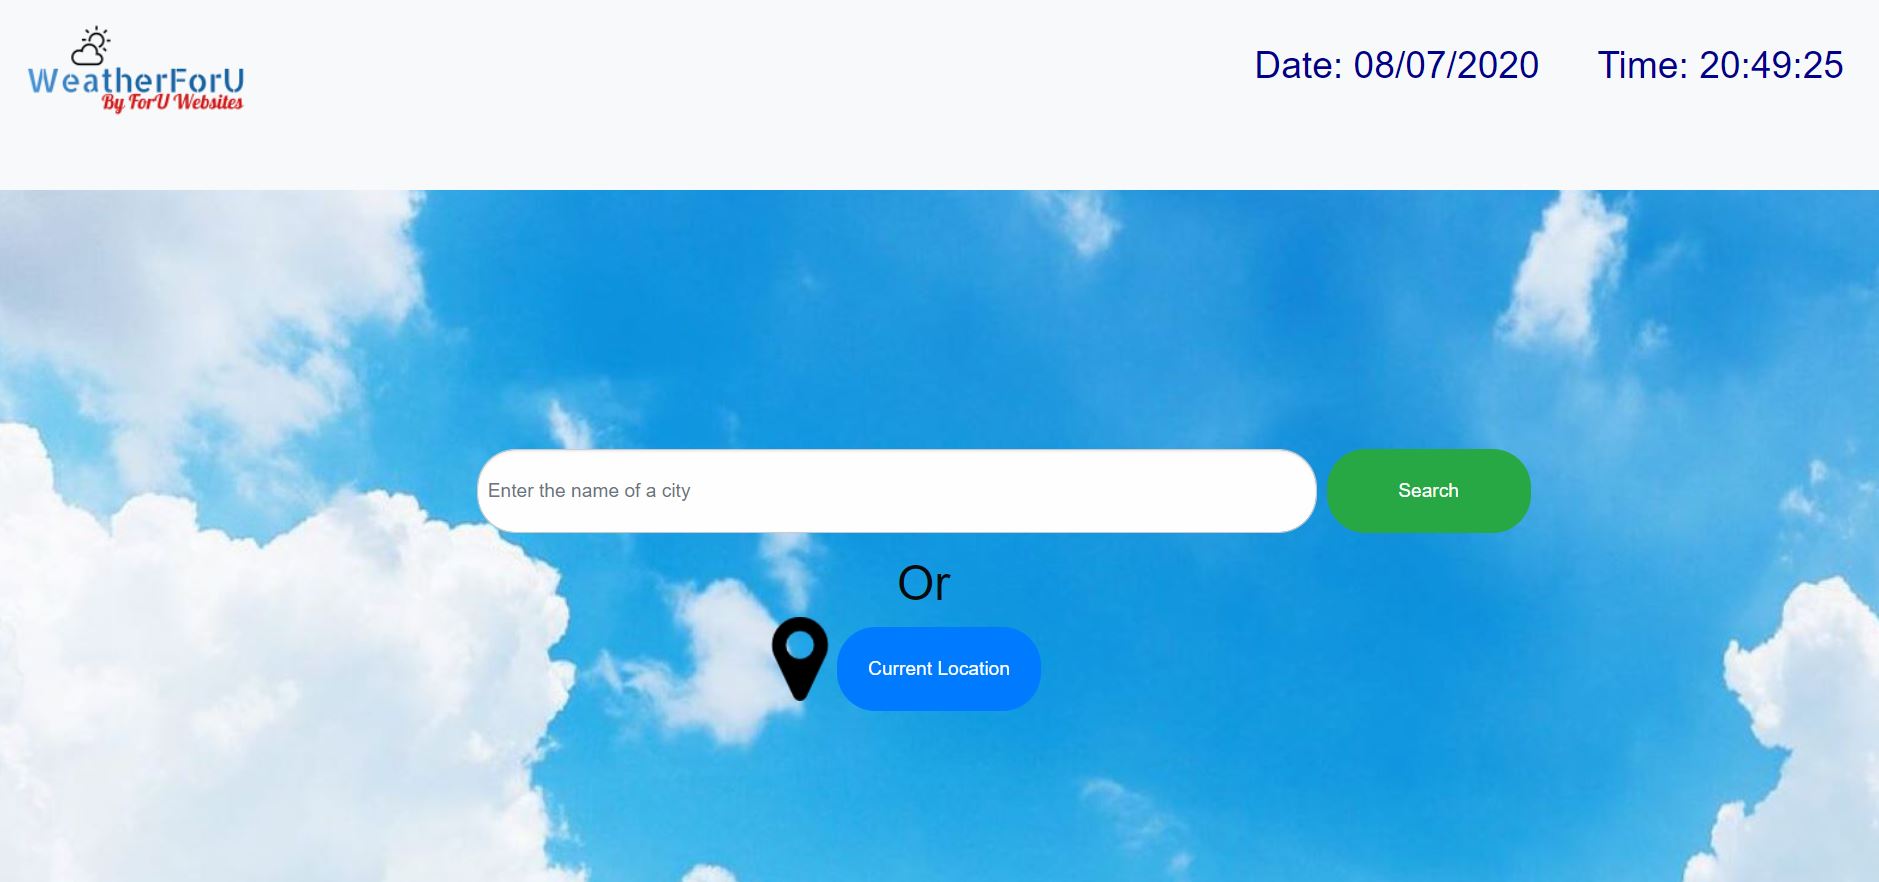 WeatherForU
By ForU Websites
Date: 08/07/2020 Time: 20:49:25
Enter the name of a city
Search
Or
Current Location